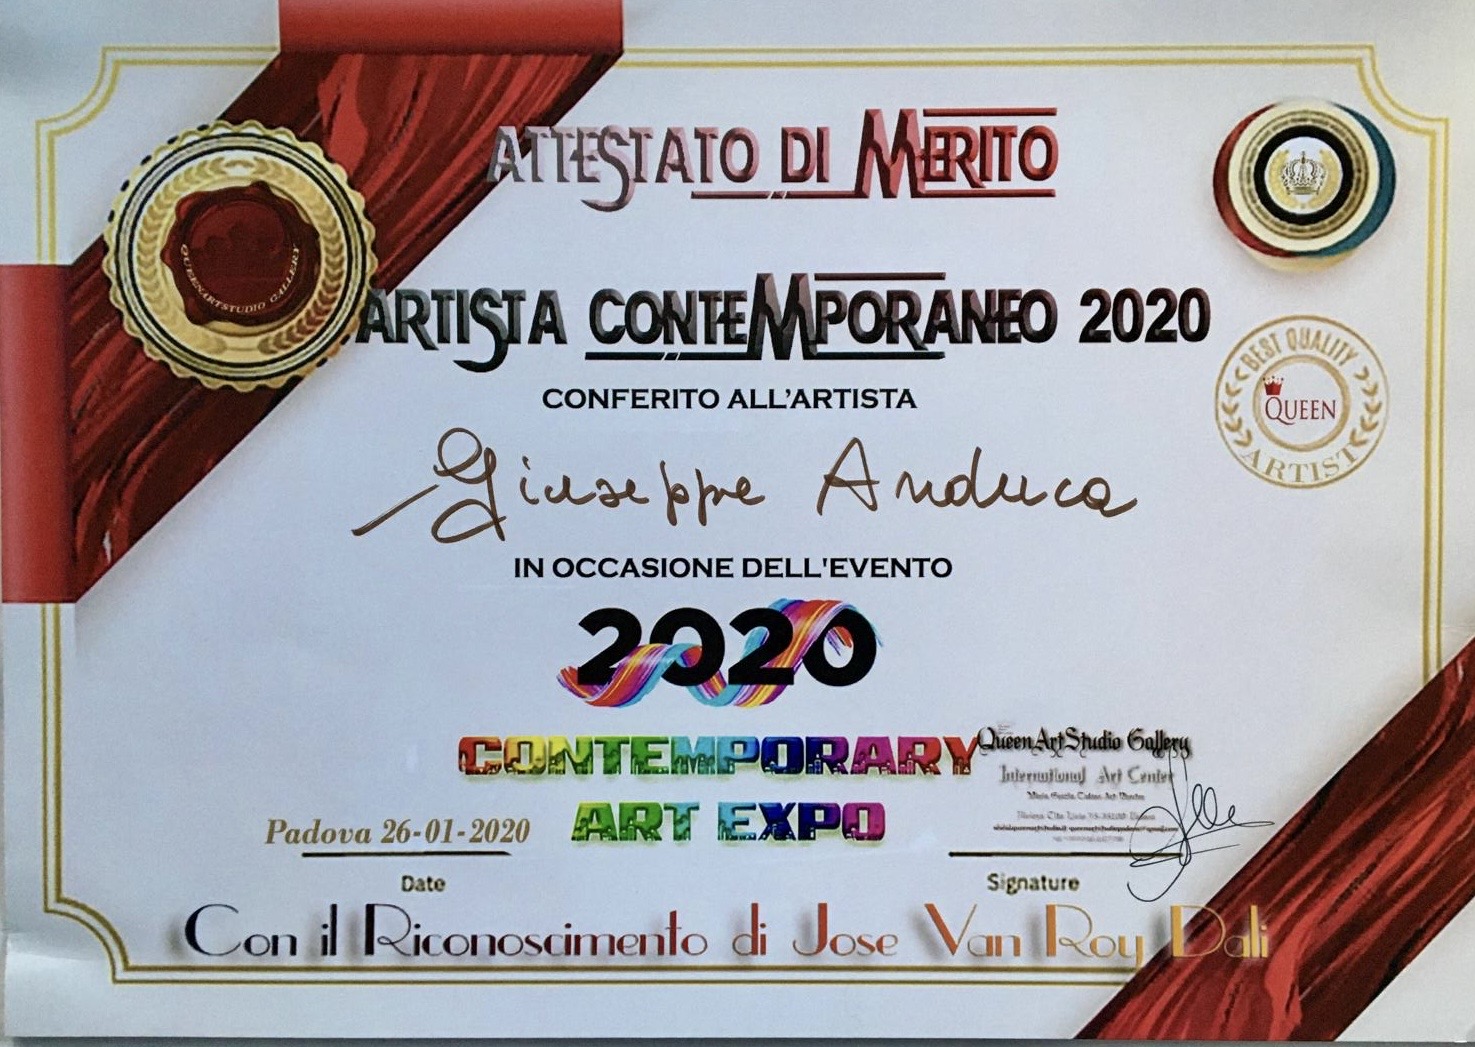 ATTESTATO DI MERITO
QUEENARTSTUDIO GALLERY
ARTISTA CONTEMPORANEO 2020
BEST QUALITY
QUEEN
ARTIST
CONFERITO ALL'ARTISTA
Giuseppe Anduca
IN OCCASIONE DELL'EVENTO
2020
CONTEMPORARY
ART EXPO
QueenArtStudio Gallery
International Art Center
Padova 26-01-2020
Date
Signature
Con il Riconoscimento di Jose Van Roy Dali